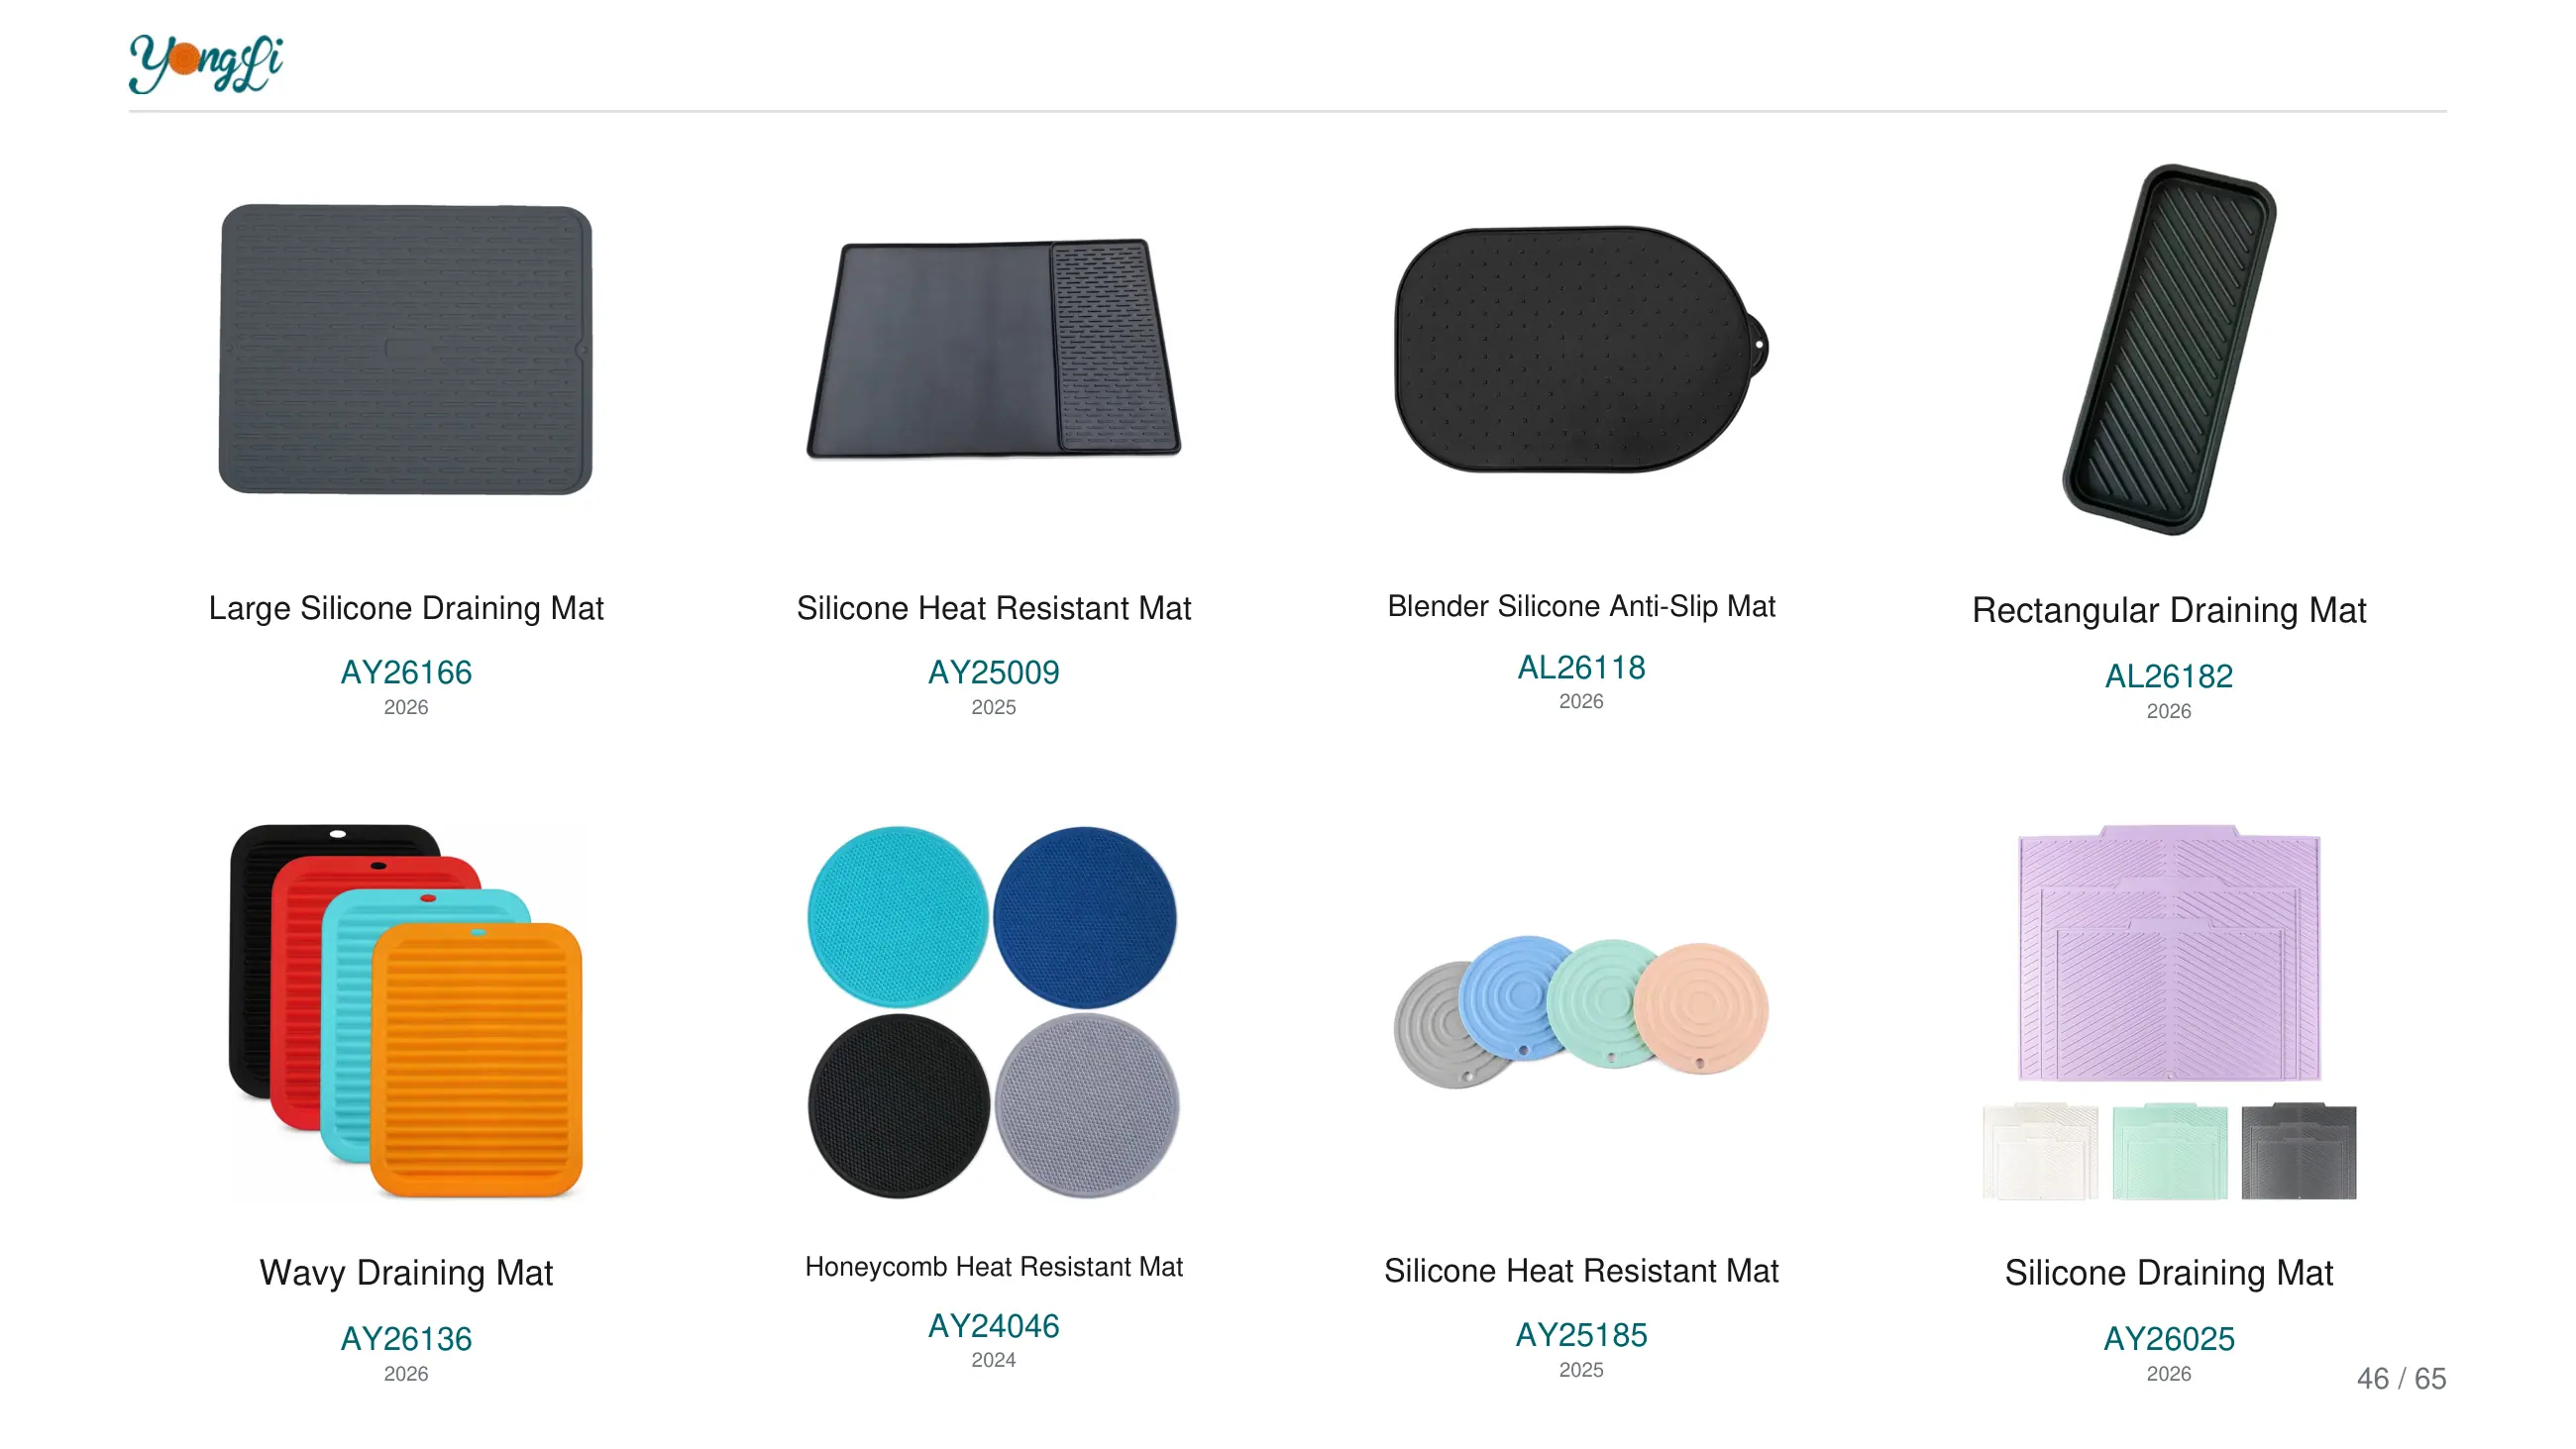 YongLi
Large Silicone Draining Mat
AY26166
2026
Silicone Heat Resistant Mat
AY25009
2025
Blender Silicone Anti-Slip Mat
AL26118
2026
Rectangular Draining Mat
AL26182
2026
Wavy Draining Mat
AY26136
2026
Honeycomb Heat Resistant Mat
AY24046
2024
Silicone Heat Resistant Mat
AY25185
2025
Silicone Draining Mat
AY26025
2026
46 / 65